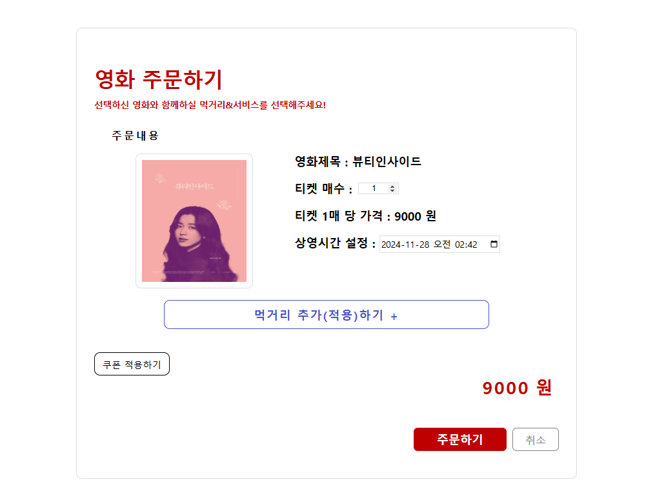 영화 주문하기
선택하신 영화와 함께하실 먹거리&서비스를 선택해주세요!
주문내용
뷰티인사이드
영화제목 : 뷰티인사이드
티켓 매수 : 1
티켓 1매 당 가격 : 9000 원
상영시간 설정 : 2024-11-28 오전 02:42
먹거리 추가(적용)하기 +
쿠폰 적용하기
9000 원
주문하기 취소